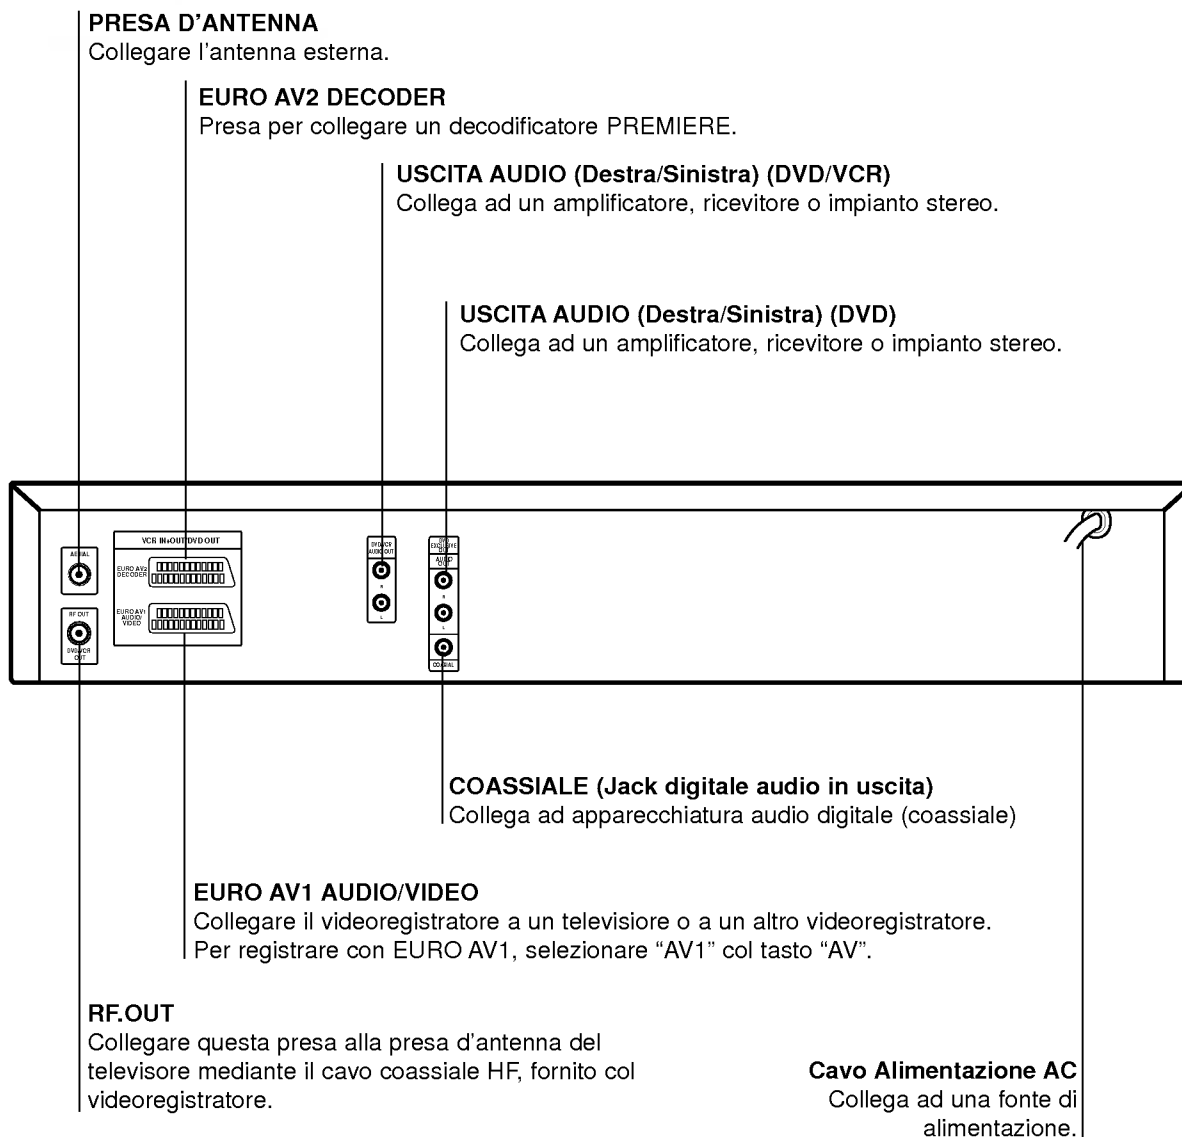 PRESA D'ANTENNA
Collegare l'antenna esterna.
EURO AV2 DECODER
Presa per collegare un decodificatore PREMIERE.
USCITA AUDIO (Destra/Sinistra) (DVD/VCR)
Collega ad un amplificatore, ricevitore o impianto stereo.
USCITA AUDIO (Destra/Sinistra) (DVD)
Collega ad un amplificatore, ricevitore o impianto stereo.
AERIAL
RF OUT
DVD/VCR
OUT
VCR IN+OUT/DVD OUT
EURO AV2
DECODER
EURO AV1
AUDIO/
VIDEO
DVD/VCR
AUDIO OUT
R
L
DVD
EXCLUSIVE
OUT
AUDIO
OUT
R
L
COAXIAL
COASSIALE (Jack digitale audio in uscita)
Collega ad apparecchiatura audio digitale (coassiale)
EURO AV1 AUDIO/VIDEO
Collegare il videoregistratore a un televisiore o a un altro videoregistratore.
Per registrare con EURO AV1, selezionare “AV1” col tasto “AV”.
RF.OUT
Collegare questa presa alla presa d'antenna del
televisore mediante il cavo coassiale HF, fornito col
videoregistratore.
Cavo Alimentazione AC
Collega ad una fonte di
alimentazione.